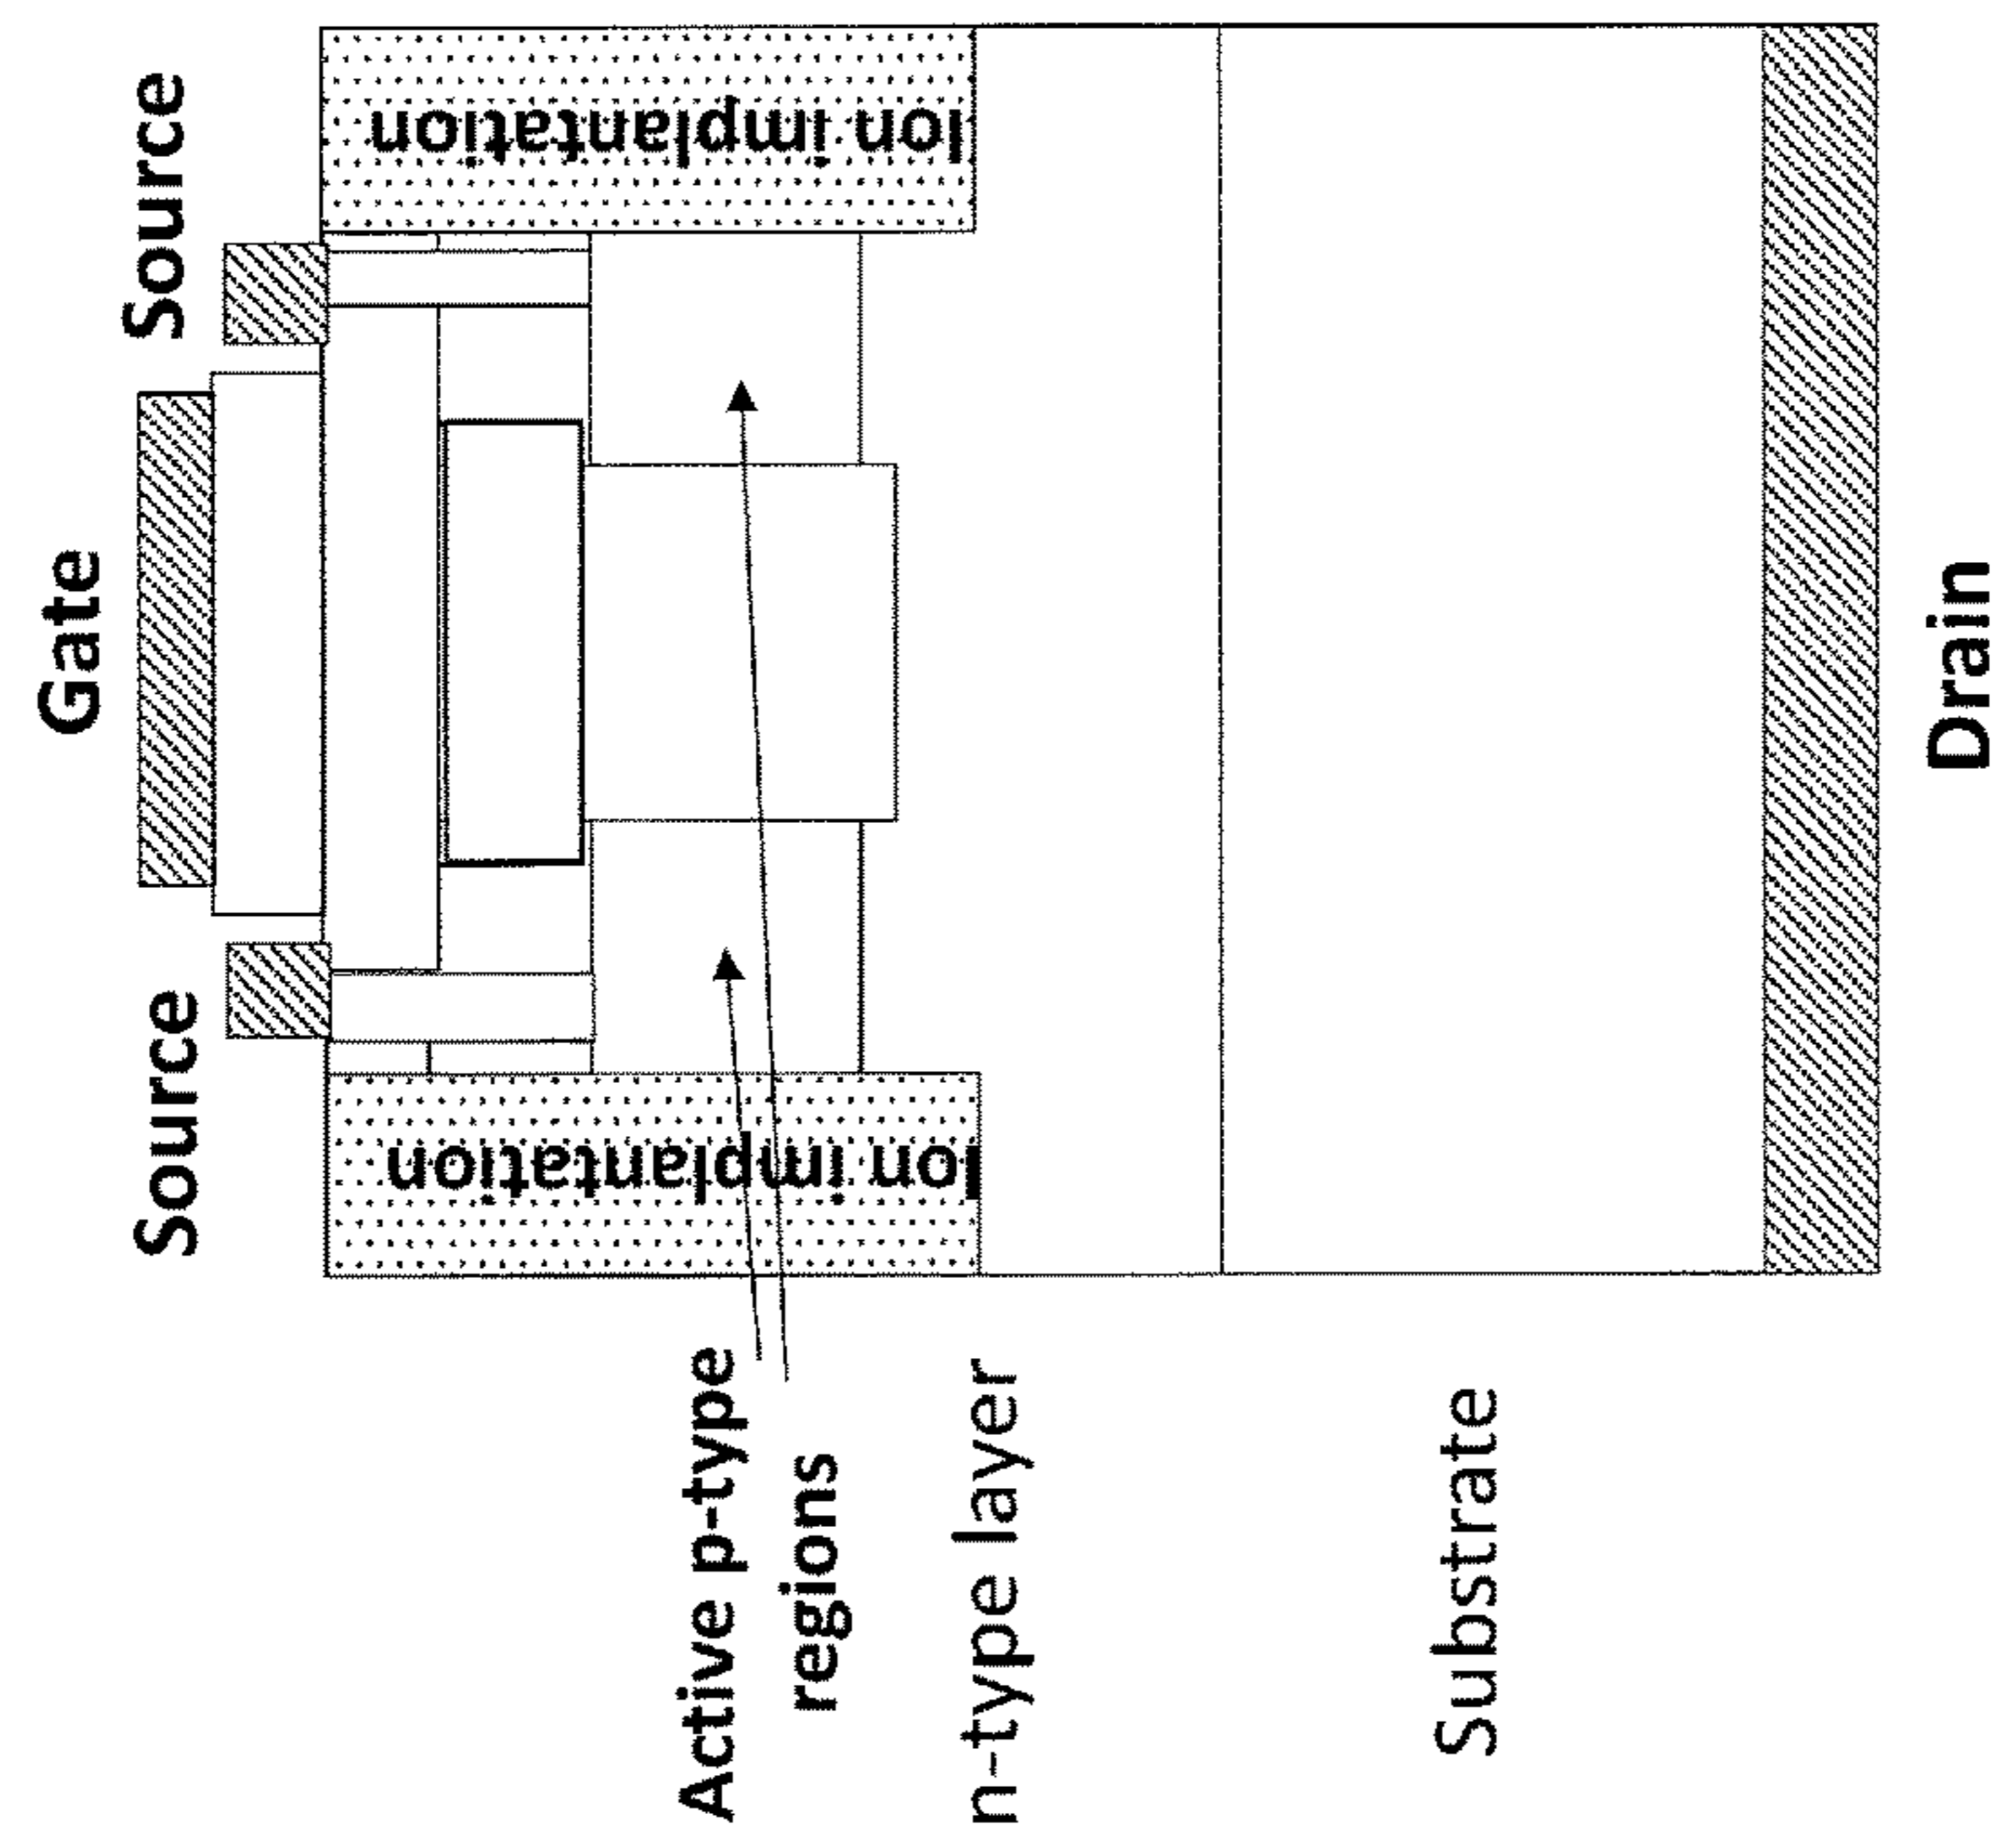 Gate
Source
Source
Ion implantation
Ion implantation
Active p-type
regions
n-type layer
Substrate
Drain